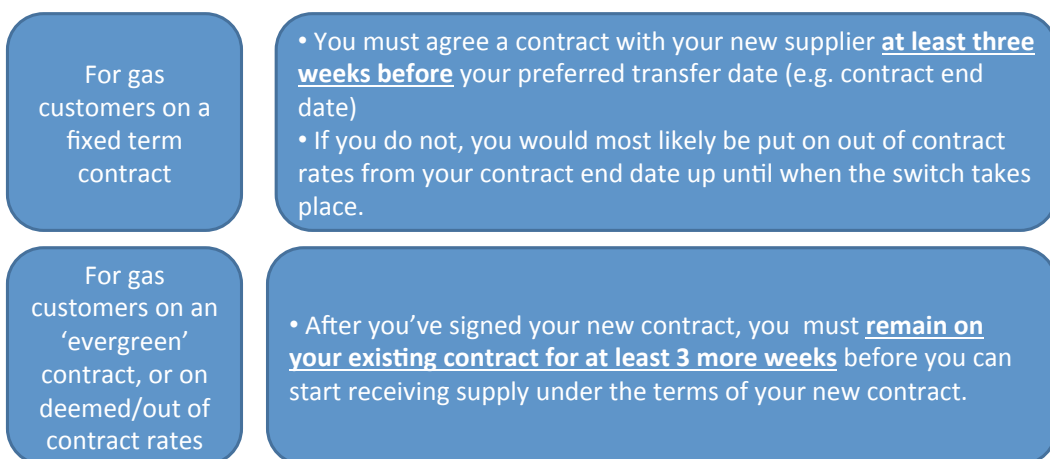 For gas
customers on a
fixed term
contract
• You must agree a contract with your new supplier at least three
weeks before your preferred transfer date (e.g. contract end
date)
• If you do not, you would most likely be put on out of contract
rates from your contract end date up until when the switch takes
place.
For gas
customers on an
‘evergreen’
contract, or on
deemed/out of
contract rates
• After you’ve signed your new contract, you  must remain on
your existing contract for at least 3 more weeks before you can
start receiving supply under the terms of your new contract.